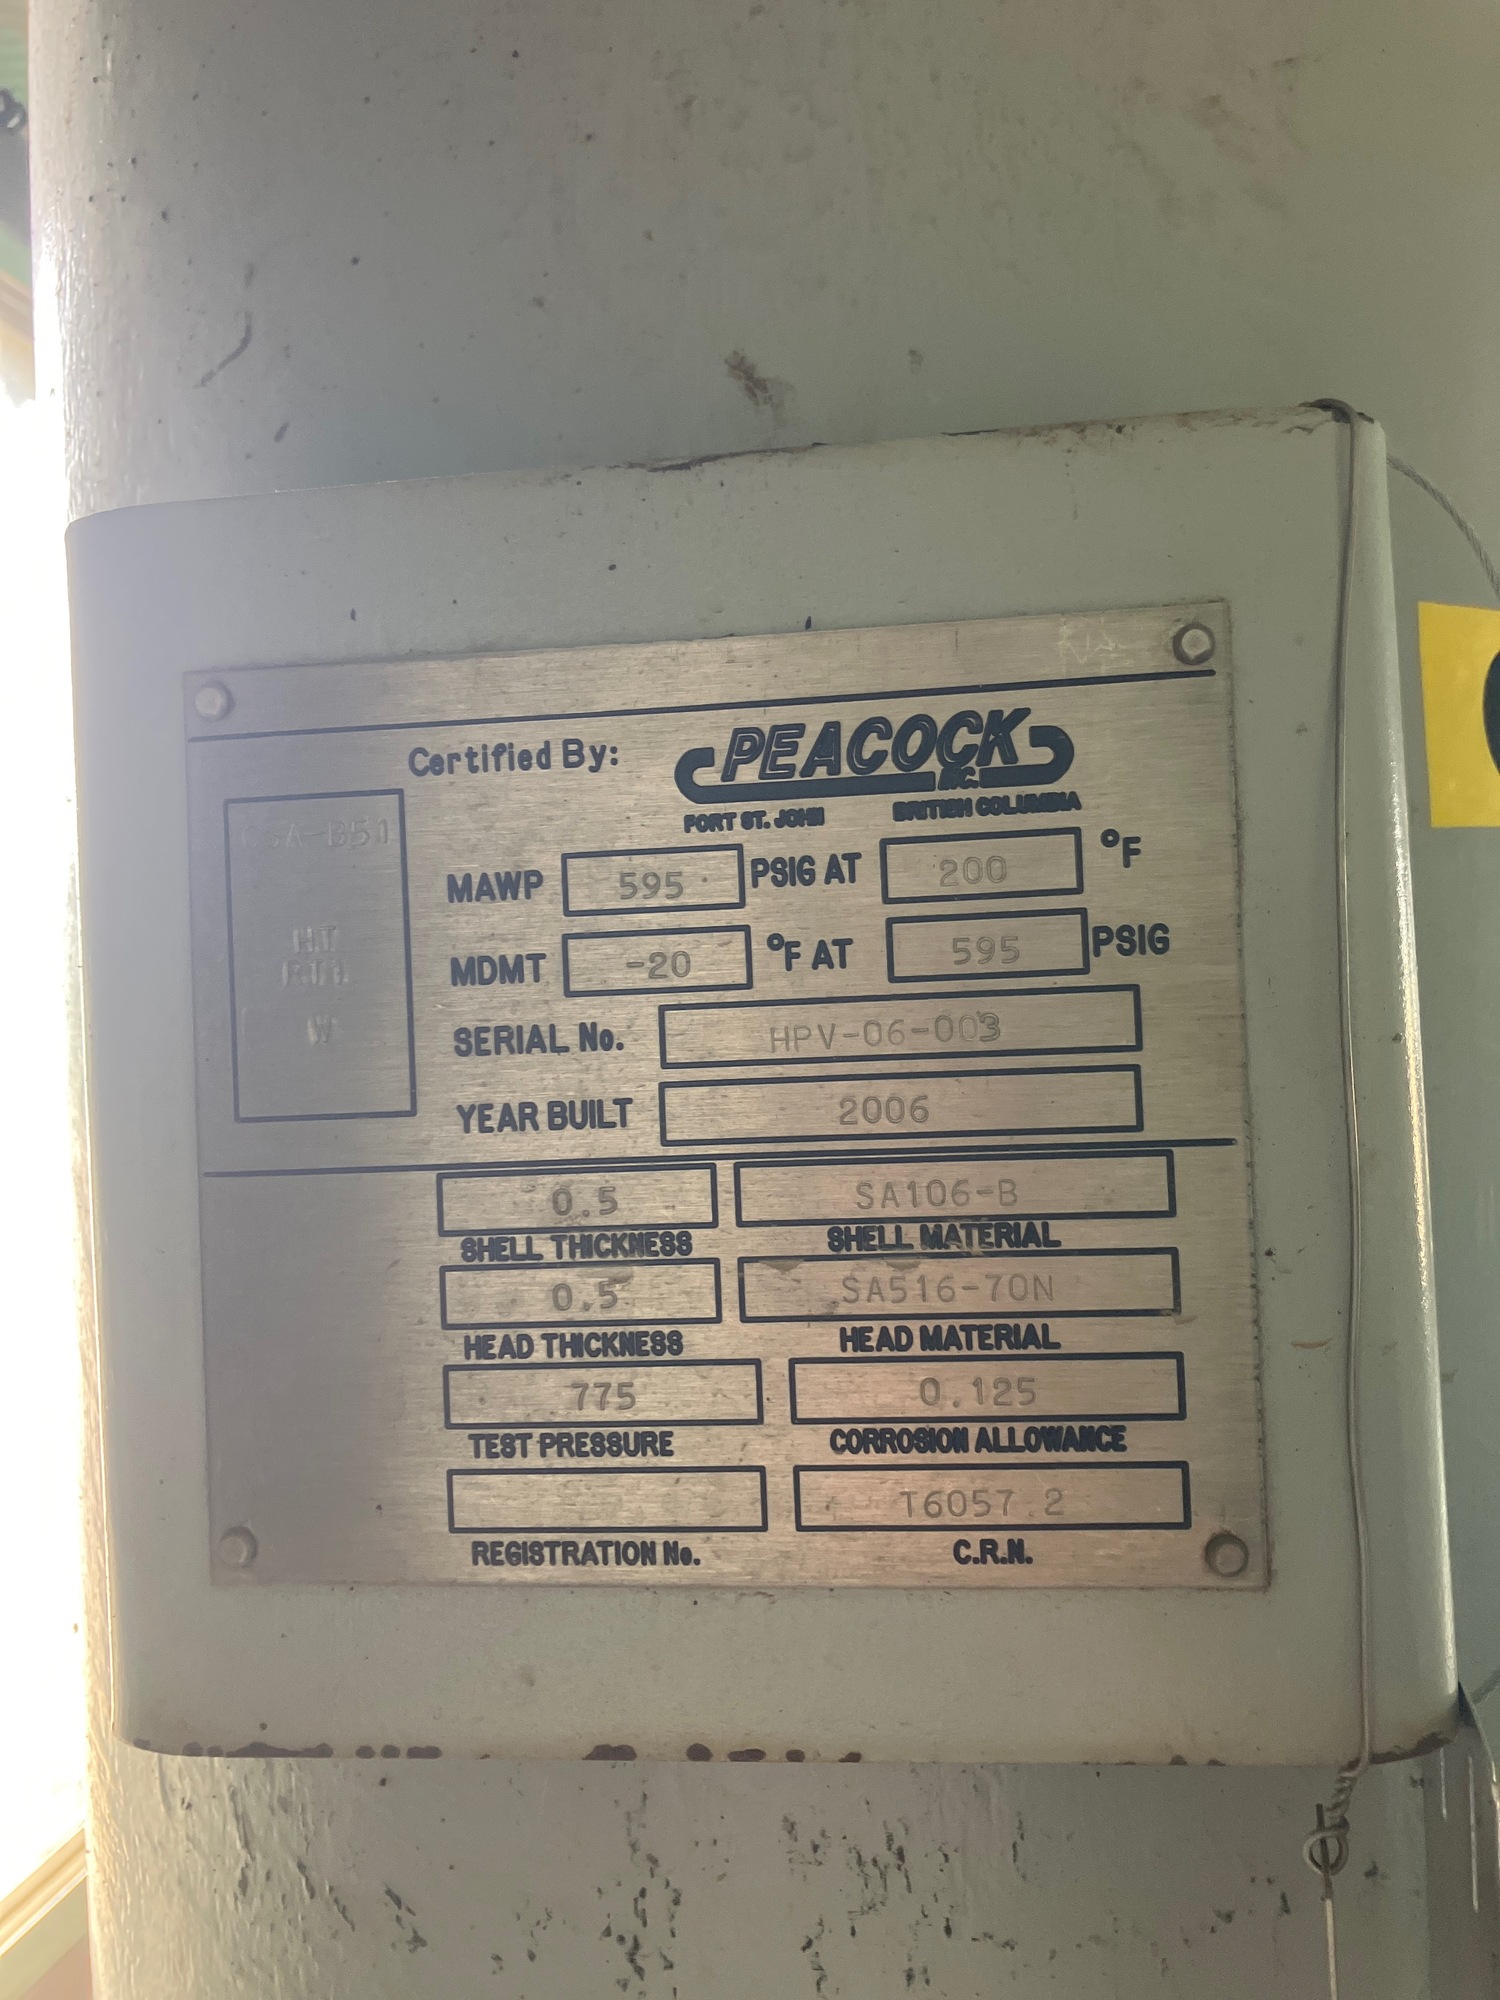 Certified By: PEACOCK INC.
FORT ST. JOHN BRITISH COLUMBIA
CSA-B51
H.T.
R.T.1.
W
MAWP 595 PSIG AT 200 °F
MDMT -20 °F AT 595 PSIG
SERIAL No. HPV-06-003
YEAR BUILT 2006
0.5 SA106-B
SHELL THICKNESS SHELL MATERIAL
0.5 SA516-70N
HEAD THICKNESS HEAD MATERIAL
775 0.125
TEST PRESSURE CORROSION ALLOWANCE
T6057.2
REGISTRATION No. C.R.N.